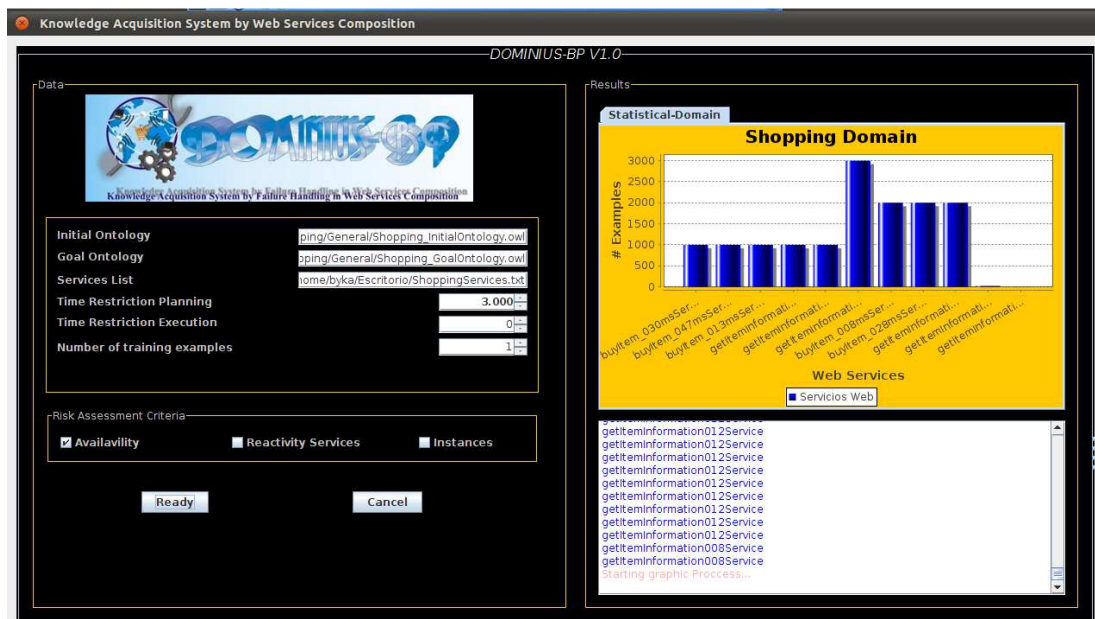 Knowledge Acquisition System by Web Services Composition
DOMINIUS-BP V1.0
Data
DOMINIUS-BP
Knowledge Acquisition System by Failure Handling in Web Services Composition
Initial Ontology
ping/General/Shopping_InitialOntology.owl
Goal Ontology
pping/General/Shopping_GoalOntology.owl
Services List
home/byka/Escritorio/ShoppingServices.txt
Time Restriction Planning
3.000
Time Restriction Execution
0
Number of training examples
1
Risk Assessment Criteria
Availavility
Reactivity Services
Instances
Ready
Cancel
Results
Statistical-Domain
Shopping Domain
# Examples
3000
2500
2000
1500
1000
500
0
buyItem_030msSer...
buyItem_047msSer...
buyItem_013msSer...
getItemInformati...
getItemInformati...
getItemInformati...
buyItem_008msSer...
buyItem_028msSer...
getItemInformati...
getItemInformati...
getItemInformati...
Web Services
Servicios Web
getItemInformation012Service
getItemInformation012Service
getItemInformation012Service
getItemInformation012Service
getItemInformation012Service
getItemInformation012Service
getItemInformation012Service
getItemInformation012Service
getItemInformation012Service
getItemInformation012Service
getItemInformation008Service
getItemInformation008Service
Starting graphic Proccess...